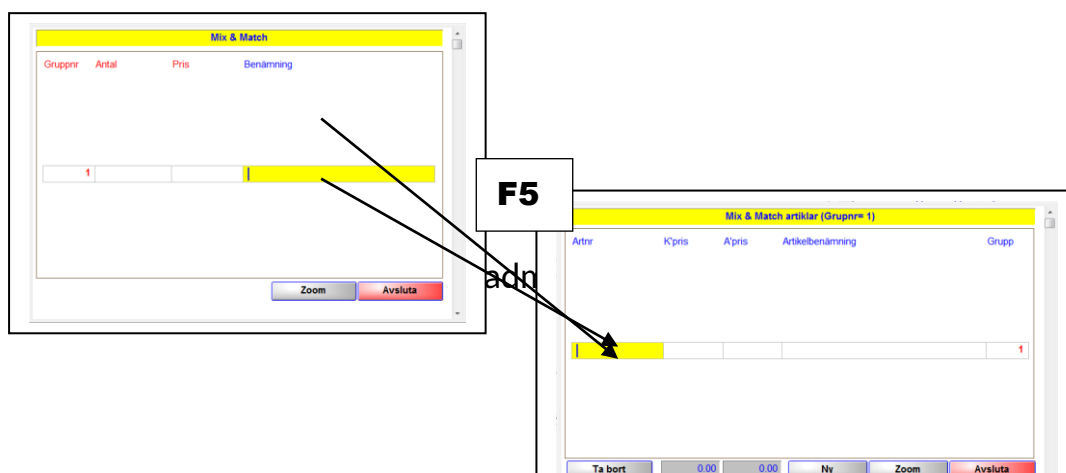 Mix & Match
Gruppnr Antal Pris Benämning
1
Zoom Avsluta
F5
adn
Mix & Match artiklar (Grupnr= 1)
Artnr K'pris A'pris Artikelbenämning Grupp
1
Ta bort 0.00 0.00 Ny Zoom Avsluta